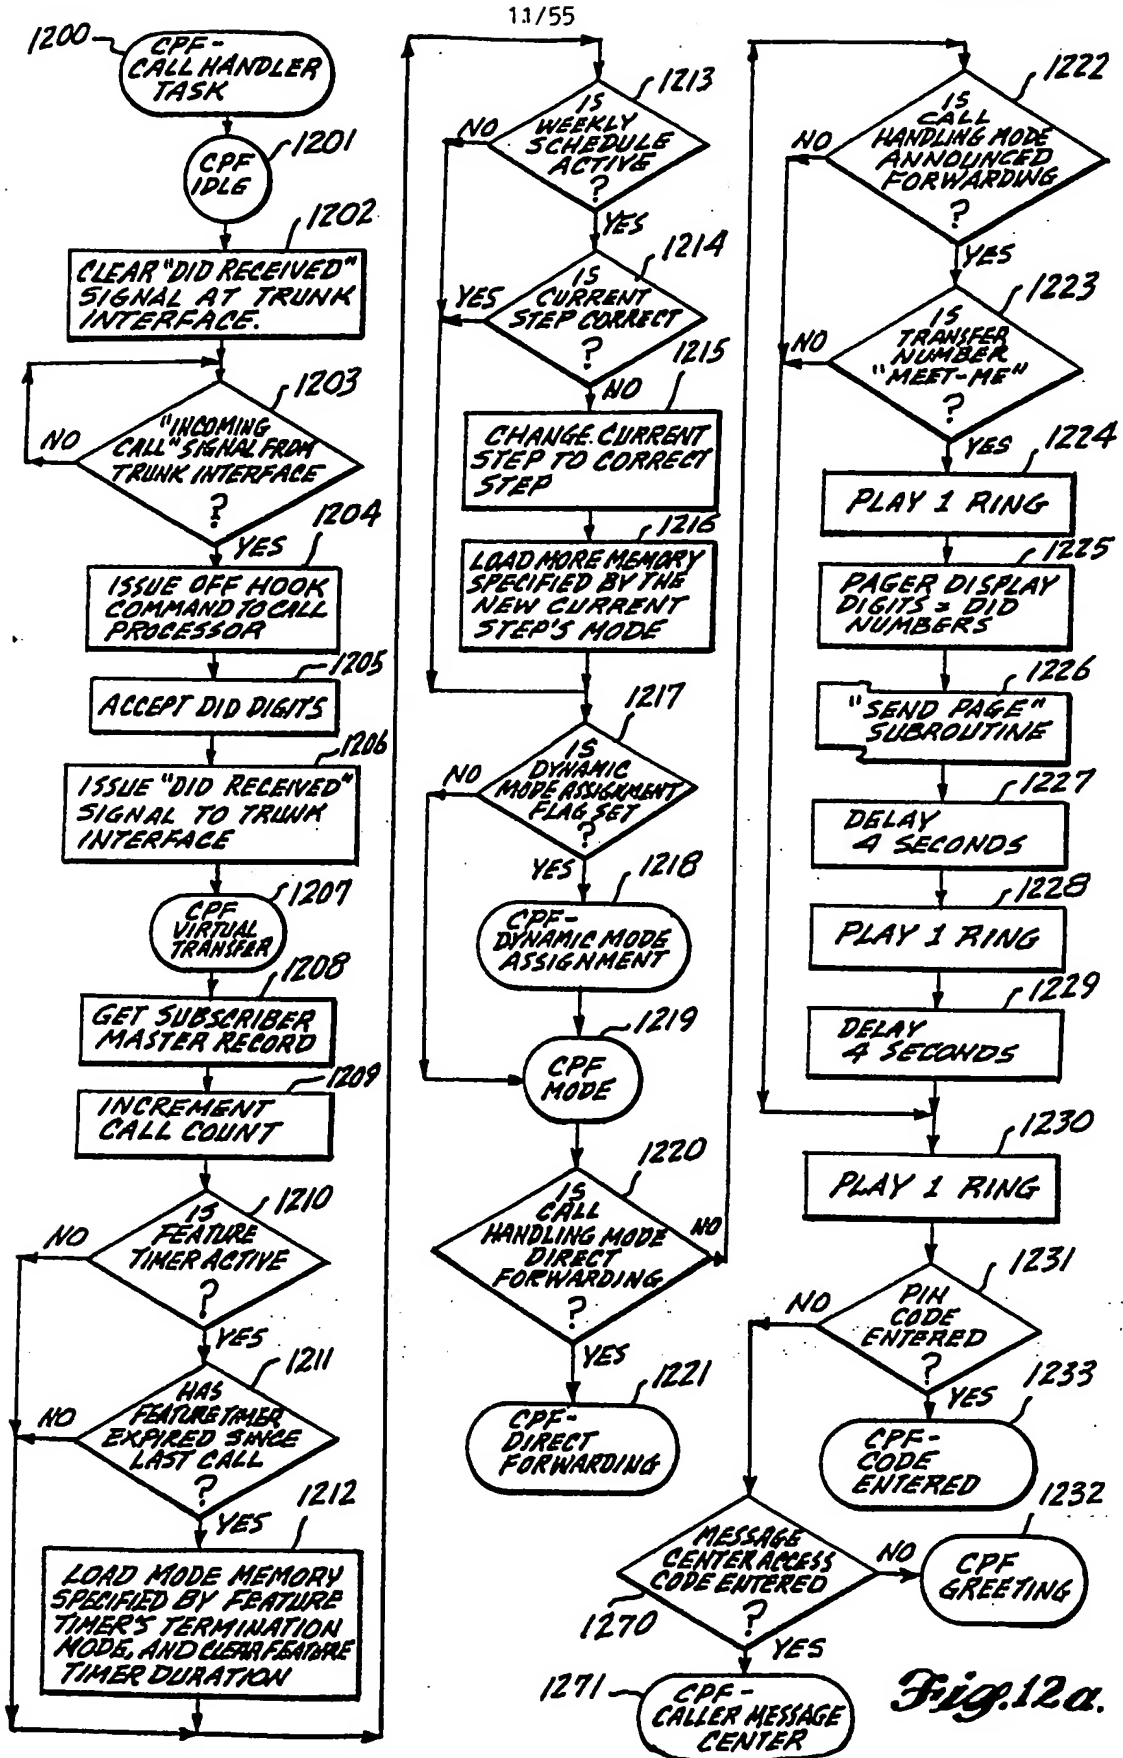 11/55
1200
CPF-
CALL HANDLER
TASK
1201
CPF
IDLE
1202
CLEAR "DID RECEIVED"
SIGNAL AT TRUNK
INTERFACE.
1203
"INCOMING
CALL" SIGNAL FROM
TRUNK INTERFACE
?
NO
YES
1204
ISSUE OFF HOOK
COMMAND TO CALL
PROCESSOR
1205
ACCEPT DID DIGITS
1206
ISSUE "DID RECEIVED"
SIGNAL TO TRUNK
INTERFACE
1207
CPF
VIRTUAL
TRANSFER
1208
GET SUBSCRIBER
MASTER RECORD
1209
INCREMENT
CALL COUNT
1210
IS
FEATURE
TIMER ACTIVE
?
NO
YES
1211
HAS
FEATURE TIMER
EXPIRED SINCE
LAST CALL
?
NO
YES
1212
LOAD MODE MEMORY
SPECIFIED BY FEATURE
TIMER'S TERMINATION
MODE, AND CLEAR FEATURE
TIMER DURATION
1213
IS
WEEKLY
SCHEDULE
ACTIVE
?
NO
YES
1214
IS
CURRENT
STEP CORRECT
?
YES
NO
1215
CHANGE CURRENT
STEP TO CORRECT
STEP
1216
LOAD MORE MEMORY
SPECIFIED BY THE
NEW CURRENT
STEP'S MODE
1217
IS
DYNAMIC
MODE ASSIGNMENT
FLAG SET
?
NO
YES
1218
CPF-
DYNAMIC MODE
ASSIGNMENT
1219
CPF
MODE
1220
IS
CALL
HANDLING MODE
DIRECT
FORWARDING
?
NO
YES
1221
CPF-
DIRECT
FORWARDING
1222
IS
CALL
HANDLING MODE
ANNOUNCED
FORWARDING
?
NO
YES
1223
IS
TRANSFER
NUMBER
"MEET-ME"
?
NO
YES
1224
PLAY 1 RING
1225
PAGER DISPLAY
DIGITS = DID
NUMBERS
1226
"SEND PAGE"
SUBROUTINE
1227
DELAY
4 SECONDS
1228
PLAY 1 RING
1229
DELAY
4 SECONDS
1230
PLAY 1 RING
1231
PIN
CODE
ENTERED
?
NO
YES
1233
CPF-
CODE
ENTERED
1232
CPF
GREETING
MESSAGE
CENTER ACCESS
CODE ENTERED
?
NO
1270
YES
1271
CPF-
CALLER MESSAGE
CENTER
Fig. 12a.